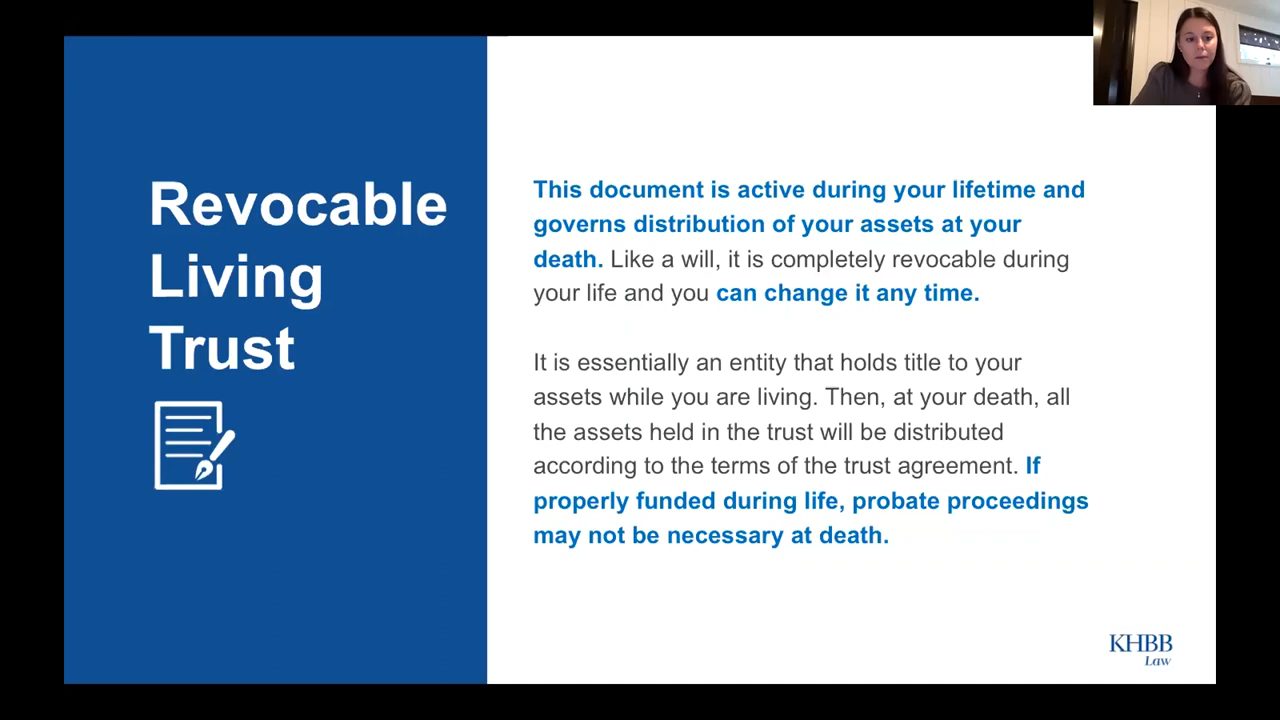 Revocable
Living
Trust
This document is active during your lifetime and
governs distribution of your assets at your
death. Like a will, it is completely revocable during
your life and you can change it any time.
It is essentially an entity that holds title to your
assets while you are living. Then, at your death, all
the assets held in the trust will be distributed
according to the terms of the trust agreement. If
properly funded during life, probate proceedings
may not be necessary at death.
KHBB
Law